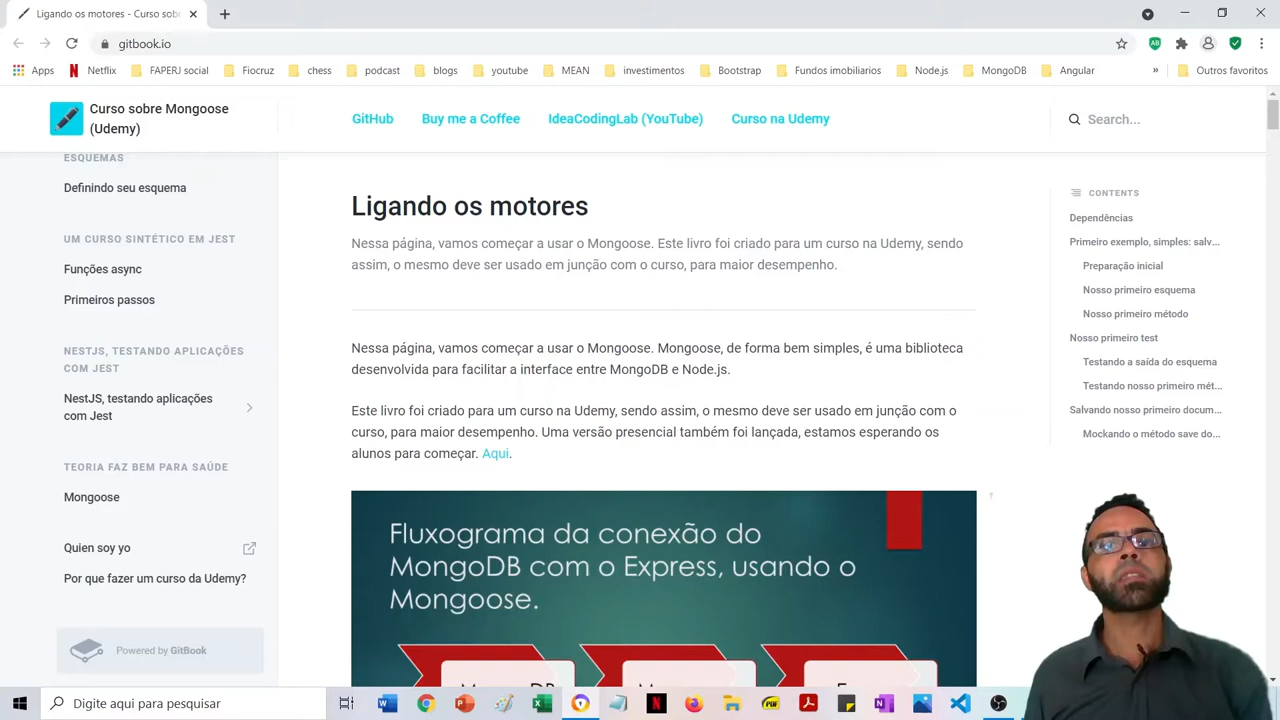 Ligando os motores - Curso sob
gitbook.io
Apps Netflix FAPERJ social Fiocruz chess podcast blogs youtube MEAN investimentos Bootstrap Fundos imobiliarios Node.js MongoDB Angular » Outros favoritos
Curso sobre Mongoose
(Udemy)
GitHub Buy me a Coffee IdeaCodingLab (YouTube) Curso na Udemy
Search...
ESQUEMAS
Definindo seu esquema
UM CURSO SINTÉTICO EM JEST
Funções async
Primeiros passos
NESTJS, TESTANDO APLICAÇÕES
COM JEST
NestJS, testando aplicações
com Jest
TEORIA FAZ BEM PARA SAÚDE
Mongoose
Quien soy yo
Por que fazer um curso da Udemy?
Powered by GitBook
Ligando os motores
Nessa página, vamos começar a usar o Mongoose. Este livro foi criado para um curso na Udemy, sendo
assim, o mesmo deve ser usado em junção com o curso, para maior desempenho.
Nessa página, vamos começar a usar o Mongoose. Mongoose, de forma bem simples, é uma biblioteca
desenvolvida para facilitar a interface entre MongoDB e Node.js.
Este livro foi criado para um curso na Udemy, sendo assim, o mesmo deve ser usado em junção com o
curso, para maior desempenho. Uma versão presencial também foi lançada, estamos esperando os
alunos para começar. Aqui.
Fluxograma da conexão do
MongoDB com o Express, usando o
Mongoose.
CONTENTS
Dependências
Primeiro exemplo, simples: salv...
Preparação inicial
Nosso primeiro esquema
Nosso primeiro método
Nosso primeiro test
Testando a saída do esquema
Testando nosso primeiro mét...
Salvando nosso primeiro docum...
Mockando o método save do...
Digite aqui para pesquisar